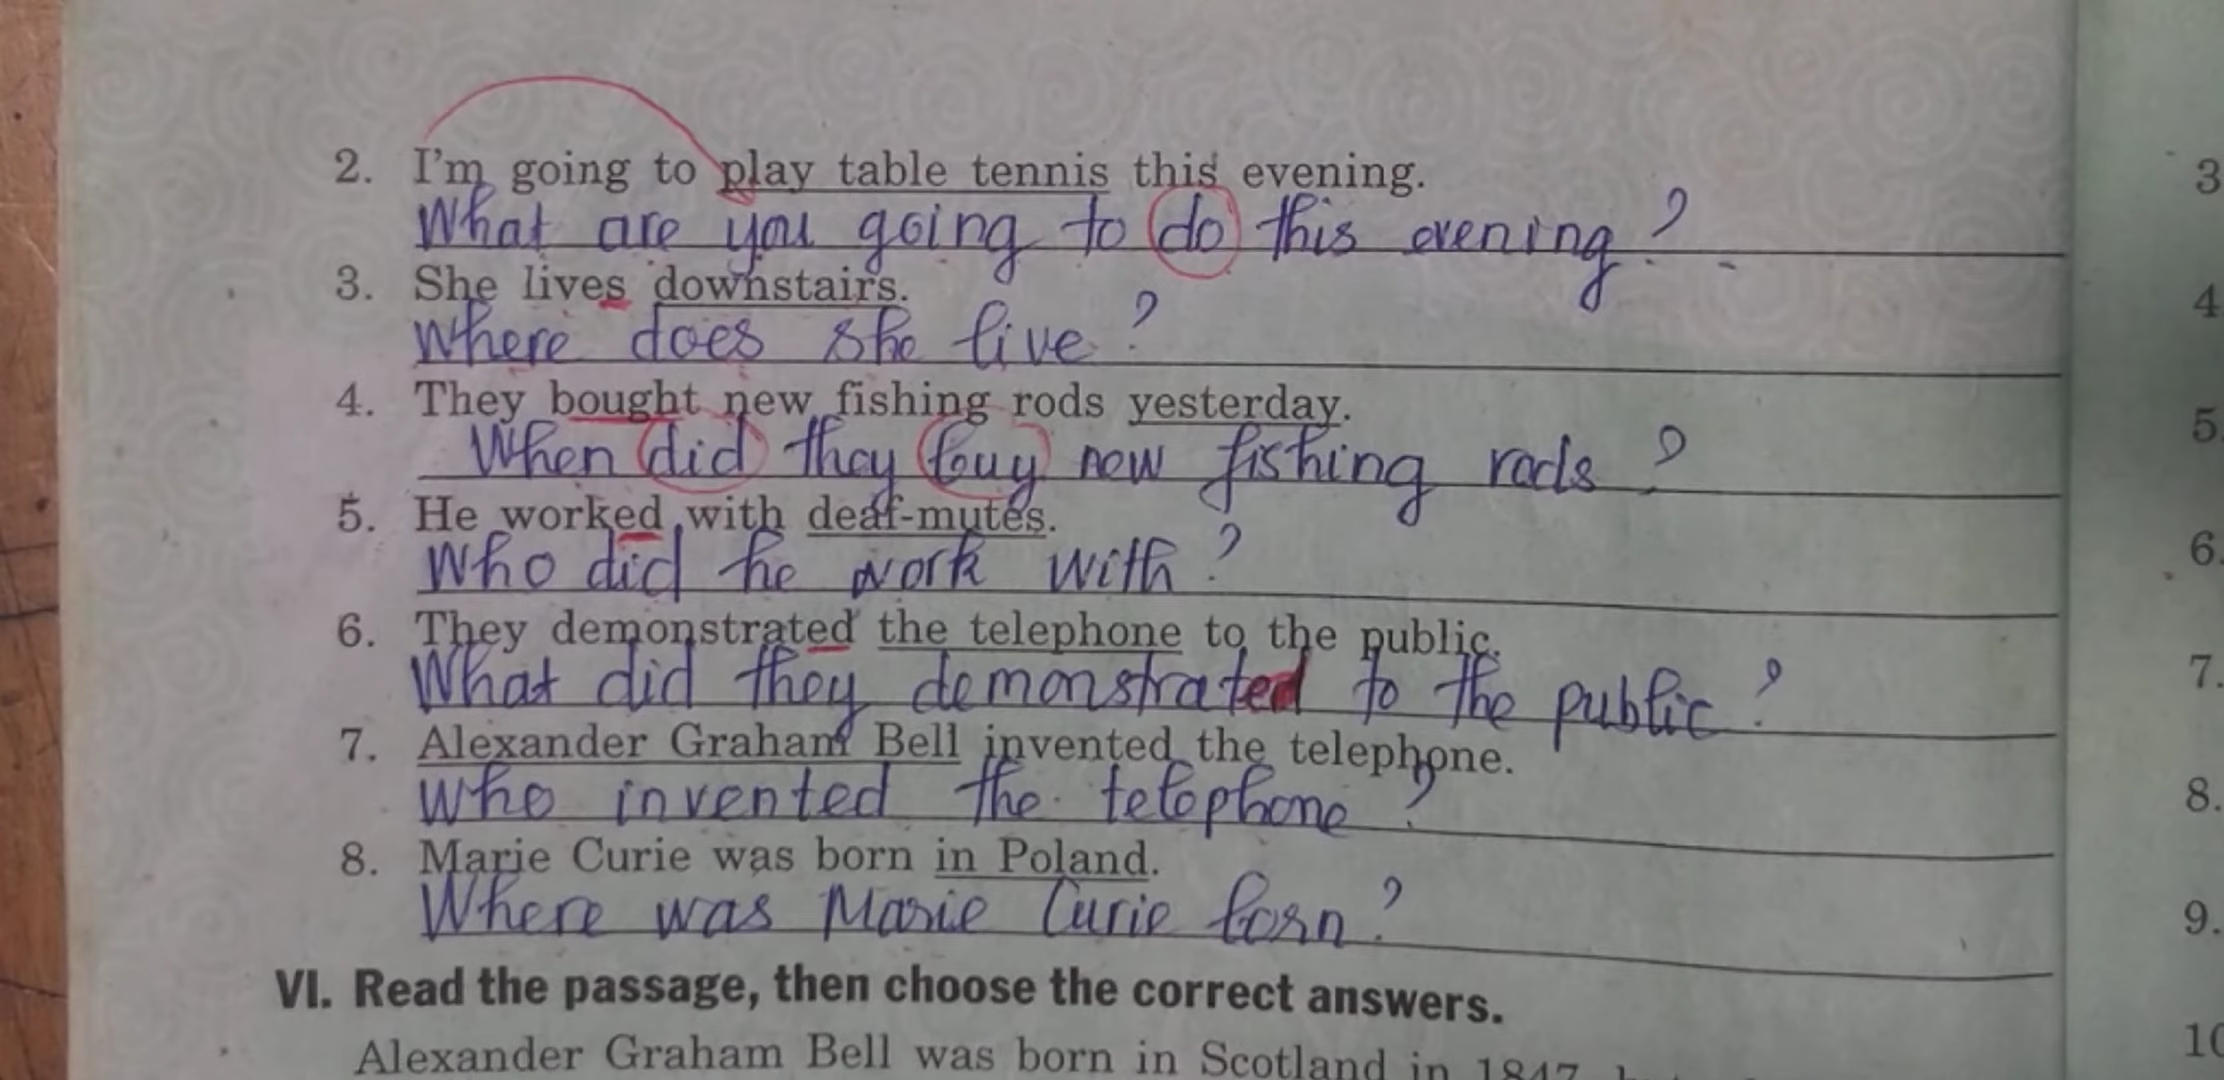 2. I'm going to play table tennis this evening.
What are you going to do this evening?
3. She lives downstairs.
Where does she live?
4. They bought new fishing rods yesterday.
When did they buy new fishing rods?
5. He worked with deaf-mutes.
Who did he work with?
6. They demonstrated the telephone to the public.
What did they demonstrated to the public?
7. Alexander Graham Bell invented the telephone.
Who invented the telephone?
8. Marie Curie was born in Poland.
Where was Marie Curie born?
VI. Read the passage, then choose the correct answers.
Alexander Graham Bell was born in Scotland in 1847,
3
4
5.
6.
7.
8.
9.
10